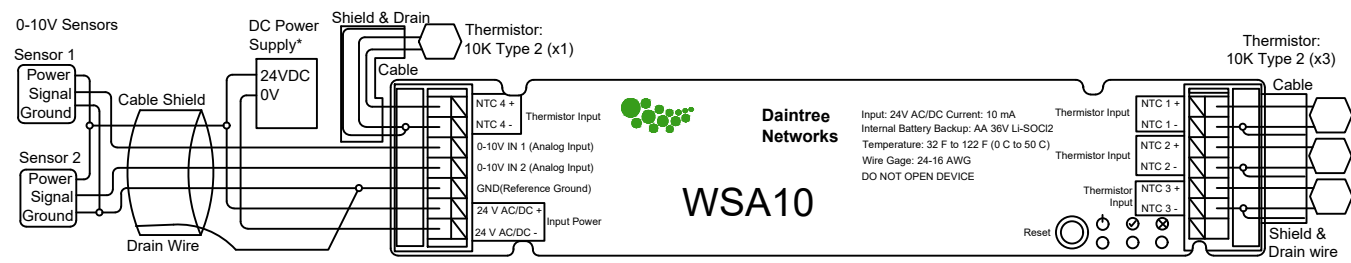 0-10V Sensors
Sensor 1
Power
Signal
Ground
Sensor 2
Power
Signal
Ground
Cable Shield
Drain Wire
DC Power
Supply*
24VDC
0V
Shield & Drain
Cable
Thermistor:
10K Type 2 (x1)
NTC 4 +
NTC 4 -
Thermistor Input
0-10V IN 1 (Analog Input)
0-10V IN 2 (Analog Input)
GND(Reference Ground)
24 V AC/DC +
24 V AC/DC -
Input Power
Daintree
Networks
WSA10
Input: 24V AC/DC Current: 10 mA
Internal Battery Backup: AA 36V Li-SOCl2
Temperature: 32 F to 122 F (0 C to 50 C)
Wire Gage: 24-16 AWG
DO NOT OPEN DEVICE
Reset
Thermistor Input
NTC 1 +
NTC 1 -
Thermistor Input
NTC 2 +
NTC 2 -
Thermistor
Input
NTC 3 +
NTC 3 -
Thermistor:
10K Type 2 (x3)
Cable
Shield &
Drain wire